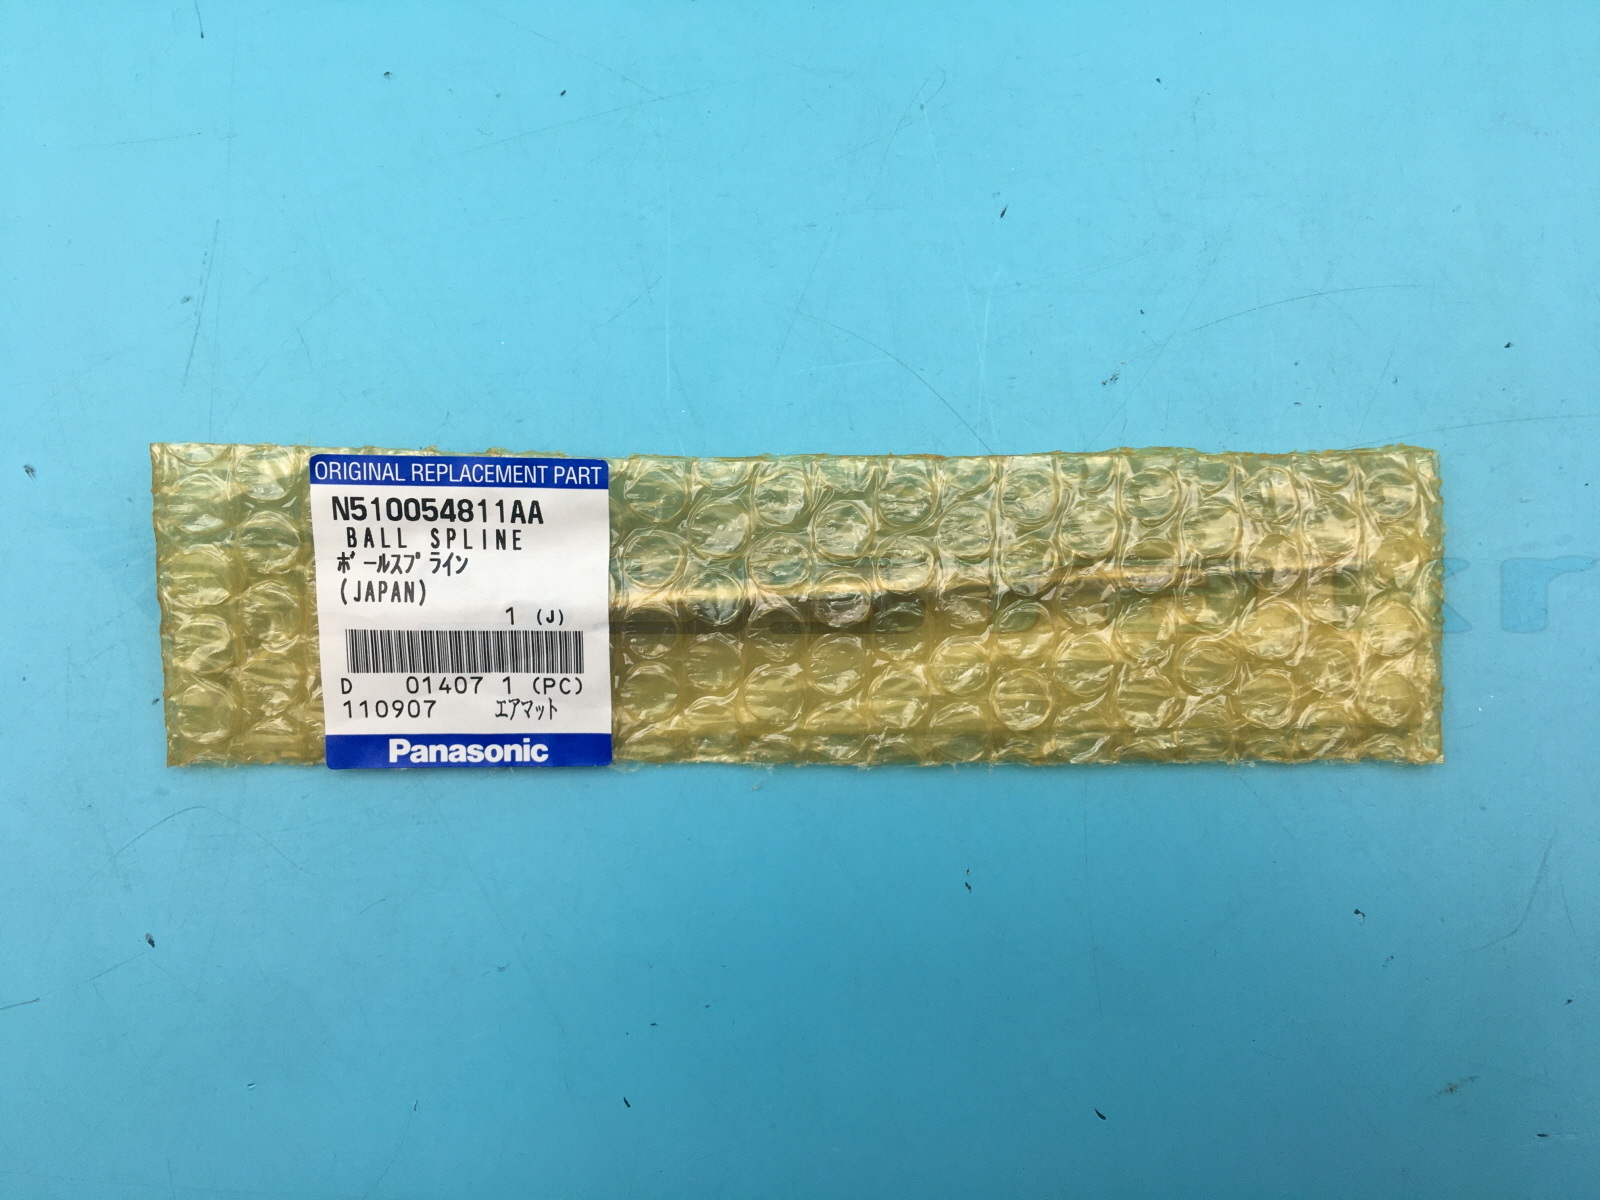 ORIGINAL REPLACEMENT PART
N510054811AA
BALL SPLINE
ボールスプライン
(JAPAN)
1 (J)
D 01407 1 (PC)
110907 エアマット
Panasonic